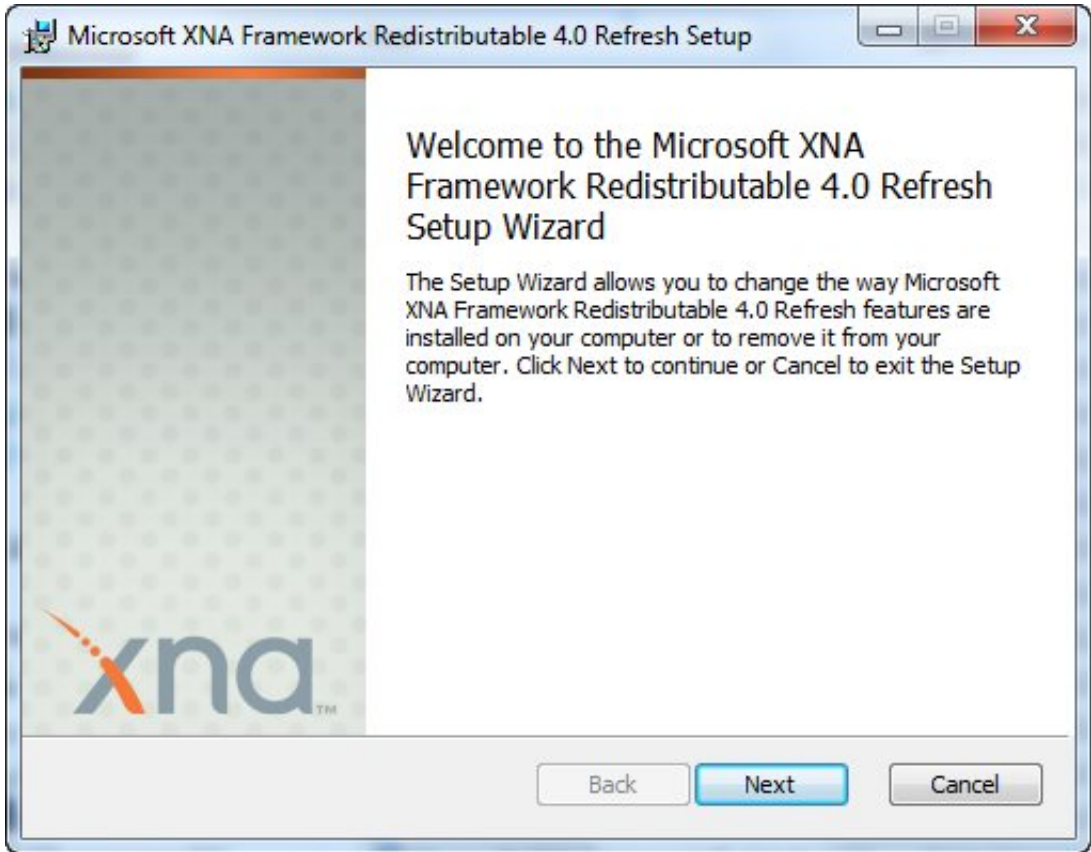 Microsoft XNA Framework Redistributable 4.0 Refresh Setup
Welcome to the Microsoft XNA
Framework Redistributable 4.0 Refresh
Setup Wizard
The Setup Wizard allows you to change the way Microsoft
XNA Framework Redistributable 4.0 Refresh features are
installed on your computer or to remove it from your
computer. Click Next to continue or Cancel to exit the Setup
Wizard.
xna™
Back Next Cancel